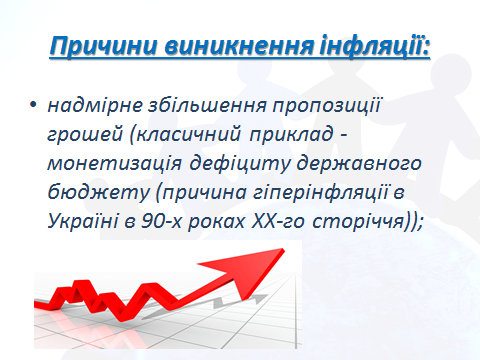 Причини виникнення інфляції:
• надмірне збільшення пропозиції
грошей (класичний приклад -
монетизація дефіциту державного
бюджету (причина гіперінфляції в
Україні в 90-х роках ХХ-го сторіччя));